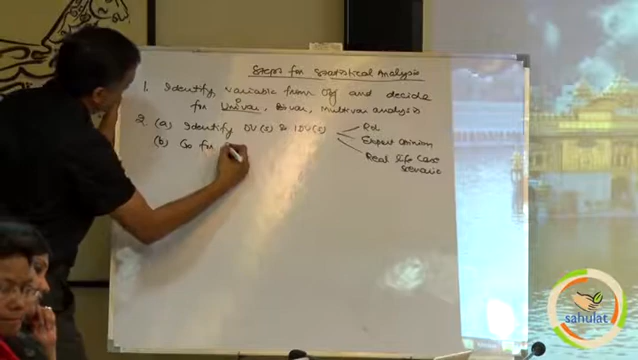 Steps for Statistical Analysis
1. Identify variable from Obj and decide
for Univar, Bivar, Multivar analysis
2. (a) Identify DV(s) & IDV(s)
Rol
Expert Opinion
(b) Go for
Real life Case
Scenario
sahulat